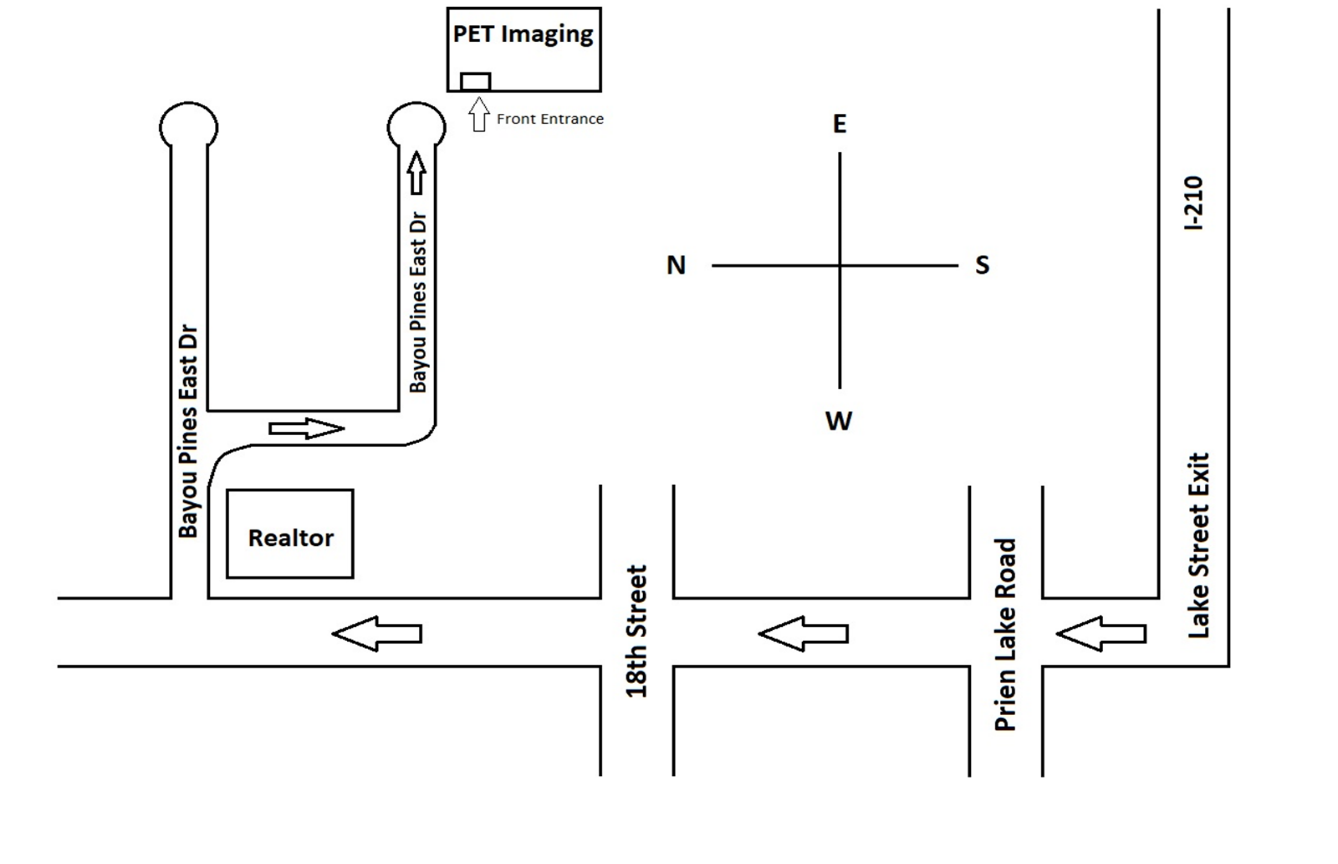 PET Imaging
Front Entrance
E
N
S
W
I-210
Bayou Pines East Dr
Bayou Pines East Dr
Realtor
18th Street
Prien Lake Road
Lake Street Exit